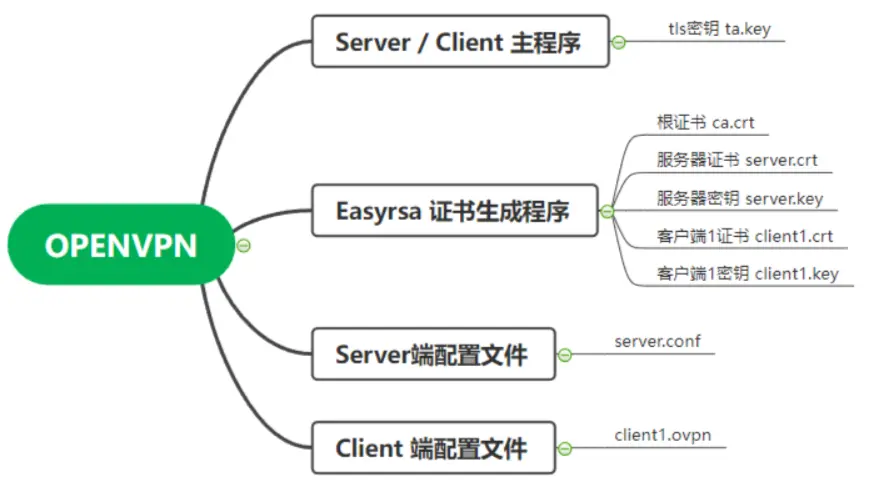 Server / Client 主程序
tls密钥 ta.key
根证书 ca.crt
服务器证书 server.crt
Easyrsa 证书生成程序
服务器密钥 server.key
OPENVPN
客户端1证书 client1.crt
客户端1密钥 client1.key
Server端配置文件
server.conf
Client 端配置文件
client1.ovpn